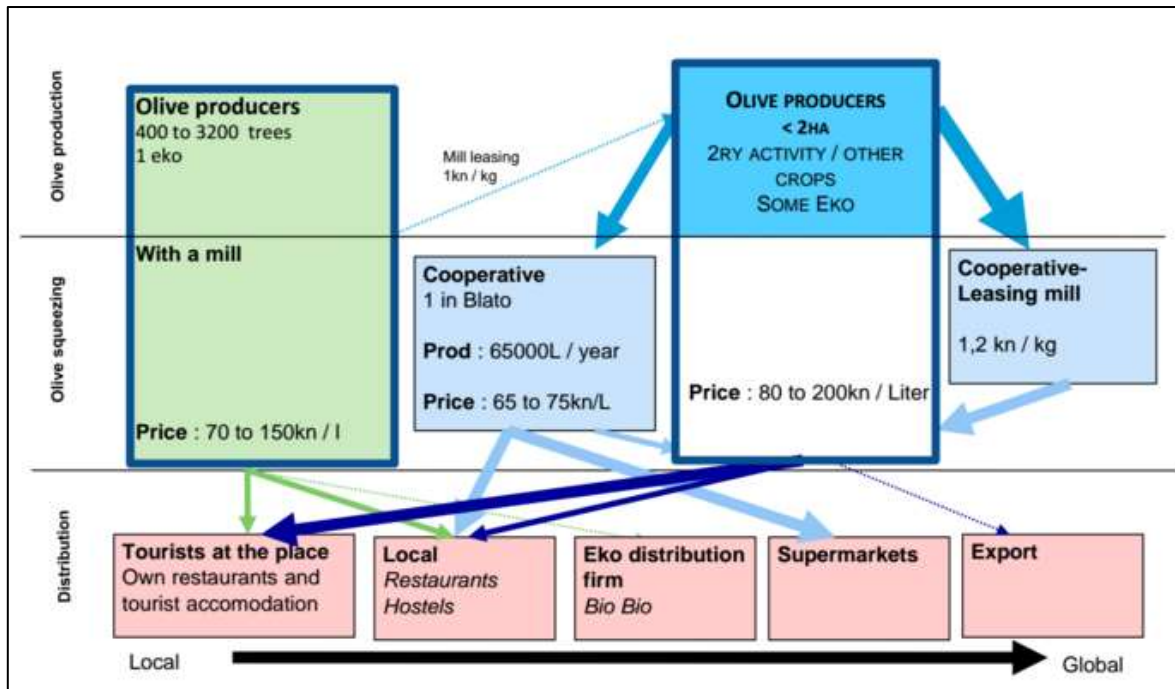 Olive production
Olive producers
400 to 3200 trees
1 eko
Mill leasing
1kn / kg
OLIVE PRODUCERS
< 2HA
2RY ACTIVITY / OTHER
CROPS
SOME EKO
Olive squeezing
With a mill
Price : 70 to 150kn / l
Cooperative
1 in Blato
Prod : 65000L / year
Price : 65 to 75kn/L
Price : 80 to 200kn / Liter
Cooperative-
Leasing mill
1,2 kn / kg
Distribution
Tourists at the place
Own restaurants and
tourist accomodation
Local
Restaurants
Hostels
Eko distribution
firm
Bio Bio
Supermarkets
Export
Local
Global